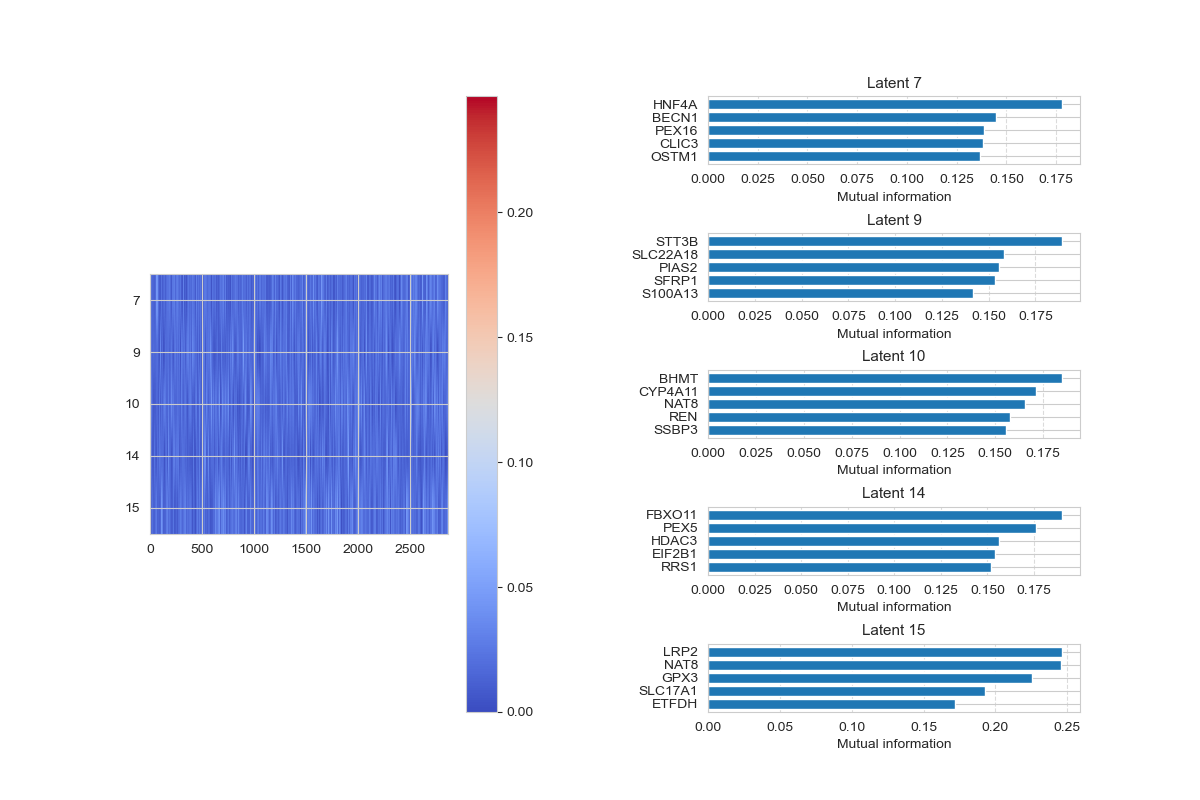 7
9
10
14
15
0 500 1000 1500 2000 2500
0.20
0.15
0.10
0.05
0.00
Latent 7
HNF4A
BECN1
PEX16
CLIC3
OSTM1
0.000 0.025 0.050 0.075 0.100 0.125 0.150 0.175
Mutual information
Latent 9
STT3B
SLC22A18
PIAS2
SFRP1
S100A13
0.000 0.025 0.050 0.075 0.100 0.125 0.150 0.175
Mutual information
Latent 10
BHMT
CYP4A11
NAT8
REN
SSBP3
0.000 0.025 0.050 0.075 0.100 0.125 0.150 0.175
Mutual information
Latent 14
FBXO11
PEX5
HDAC3
EIF2B1
RRS1
0.000 0.025 0.050 0.075 0.100 0.125 0.150 0.175
Mutual information
Latent 15
LRP2
NAT8
GPX3
SLC17A1
ETFDH
0.00 0.05 0.10 0.15 0.20 0.25
Mutual information